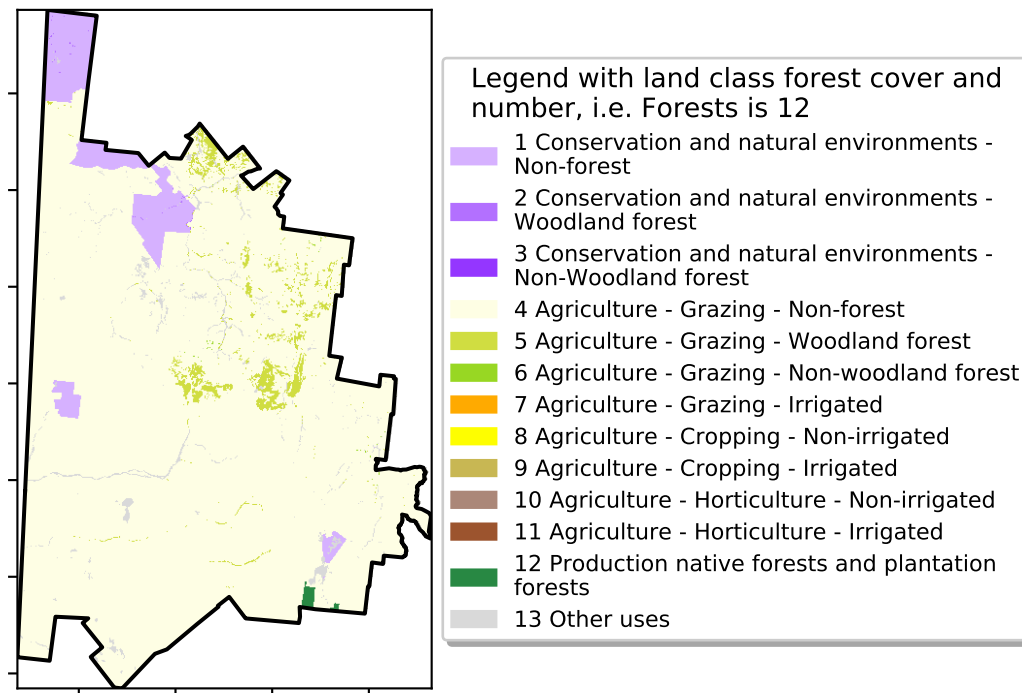 Legend with land class forest cover and
number, i.e. Forests is 12
1 Conservation and natural environments -
Non-forest
2 Conservation and natural environments -
Woodland forest
3 Conservation and natural environments -
Non-Woodland forest
4 Agriculture - Grazing - Non-forest
5 Agriculture - Grazing - Woodland forest
6 Agriculture - Grazing - Non-woodland forest
7 Agriculture - Grazing - Irrigated
8 Agriculture - Cropping - Non-irrigated
9 Agriculture - Cropping - Irrigated
10 Agriculture - Horticulture - Non-irrigated
11 Agriculture - Horticulture - Irrigated
12 Production native forests and plantation
forests
13 Other uses